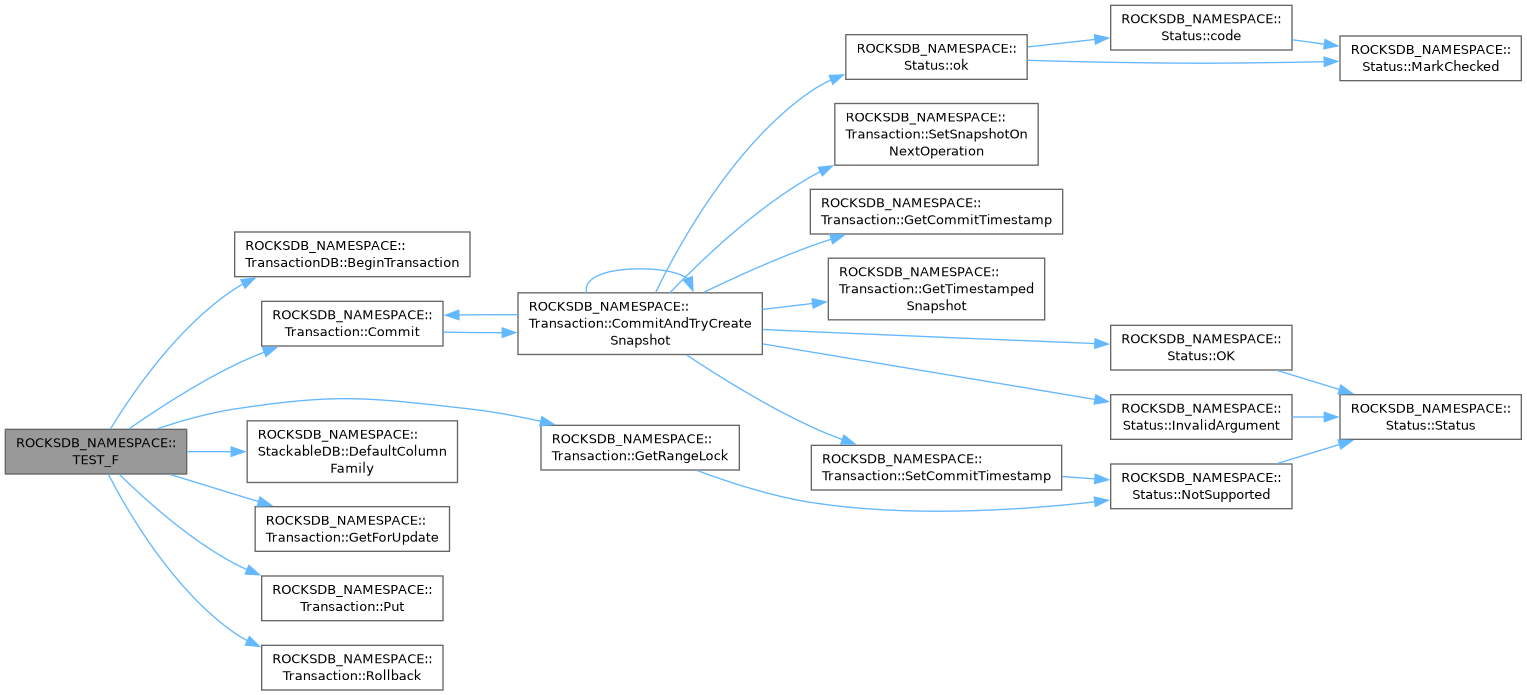 ROCKSDB_NAMESPACE::
TEST_F
ROCKSDB_NAMESPACE::
TransactionDB::BeginTransaction
ROCKSDB_NAMESPACE::
Transaction::Commit
ROCKSDB_NAMESPACE::
StackableDB::DefaultColumn
Family
ROCKSDB_NAMESPACE::
Transaction::GetForUpdate
ROCKSDB_NAMESPACE::
Transaction::Put
ROCKSDB_NAMESPACE::
Transaction::Rollback
ROCKSDB_NAMESPACE::
Transaction::CommitAndTryCreate
Snapshot
ROCKSDB_NAMESPACE::
Transaction::GetRangeLock
ROCKSDB_NAMESPACE::
Status::ok
ROCKSDB_NAMESPACE::
Transaction::SetSnapshotOn
NextOperation
ROCKSDB_NAMESPACE::
Transaction::GetCommitTimestamp
ROCKSDB_NAMESPACE::
Transaction::GetTimestamped
Snapshot
ROCKSDB_NAMESPACE::
Transaction::SetCommitTimestamp
ROCKSDB_NAMESPACE::
Status::code
ROCKSDB_NAMESPACE::
Status::OK
ROCKSDB_NAMESPACE::
Status::InvalidArgument
ROCKSDB_NAMESPACE::
Status::NotSupported
ROCKSDB_NAMESPACE::
Status::MarkChecked
ROCKSDB_NAMESPACE::
Status::Status